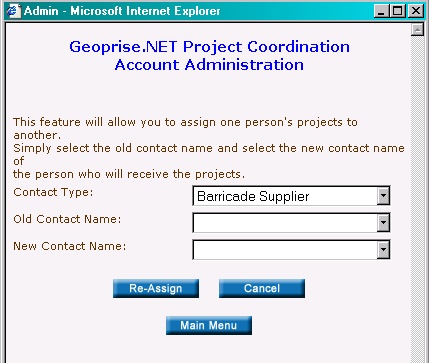 Admin - Microsoft Internet Explorer
Geoprise.NET Project Coordination
Account Administration
This feature will allow you to assign one person's projects to
another.
Simply select the old contact name and select the new contact name
of
the person who will receive the projects.
Contact Type: Barricade Supplier
Old Contact Name:
New Contact Name:
Re-Assign Cancel
Main Menu